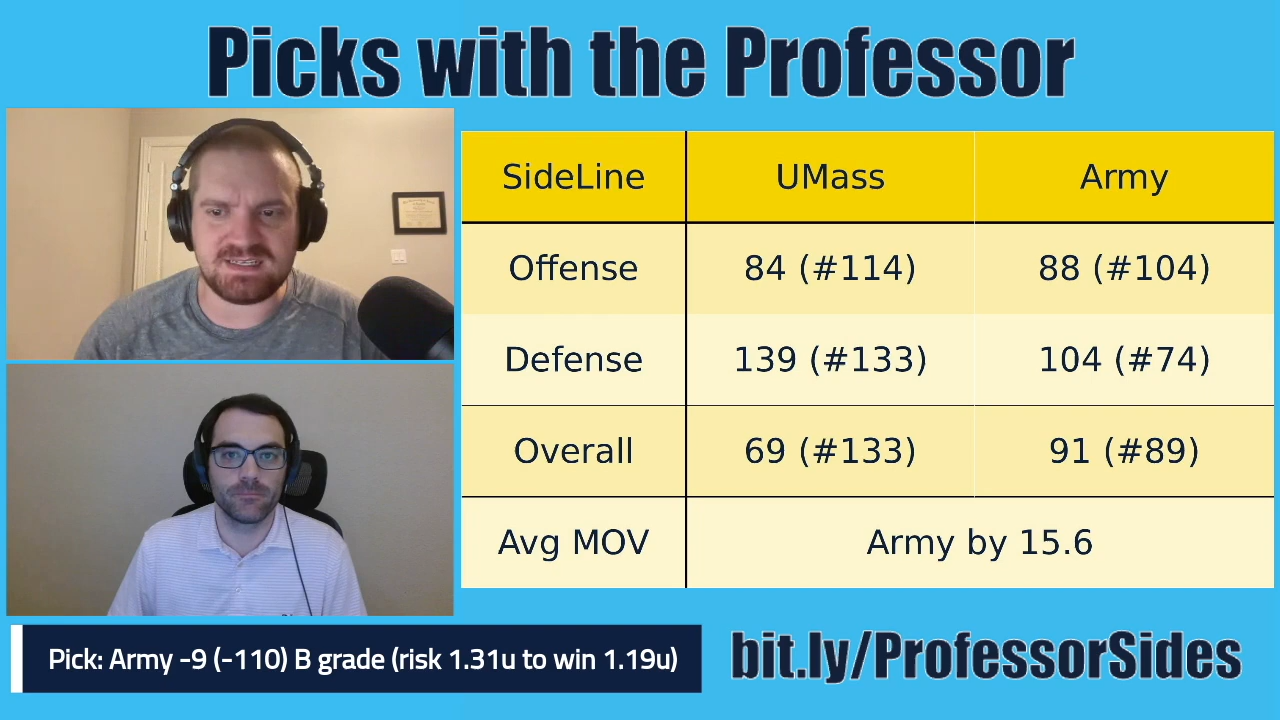 Picks with the Professor
SideLine UMass Army
Offense 84 (#114) 88 (#104)
Defense 139 (#133) 104 (#74)
Overall 69 (#133) 91 (#89)
Avg MOV Army by 15.6
Pick: Army -9 (-110) B grade (risk 1.31u to win 1.19u)
bit.ly/ProfessorSides